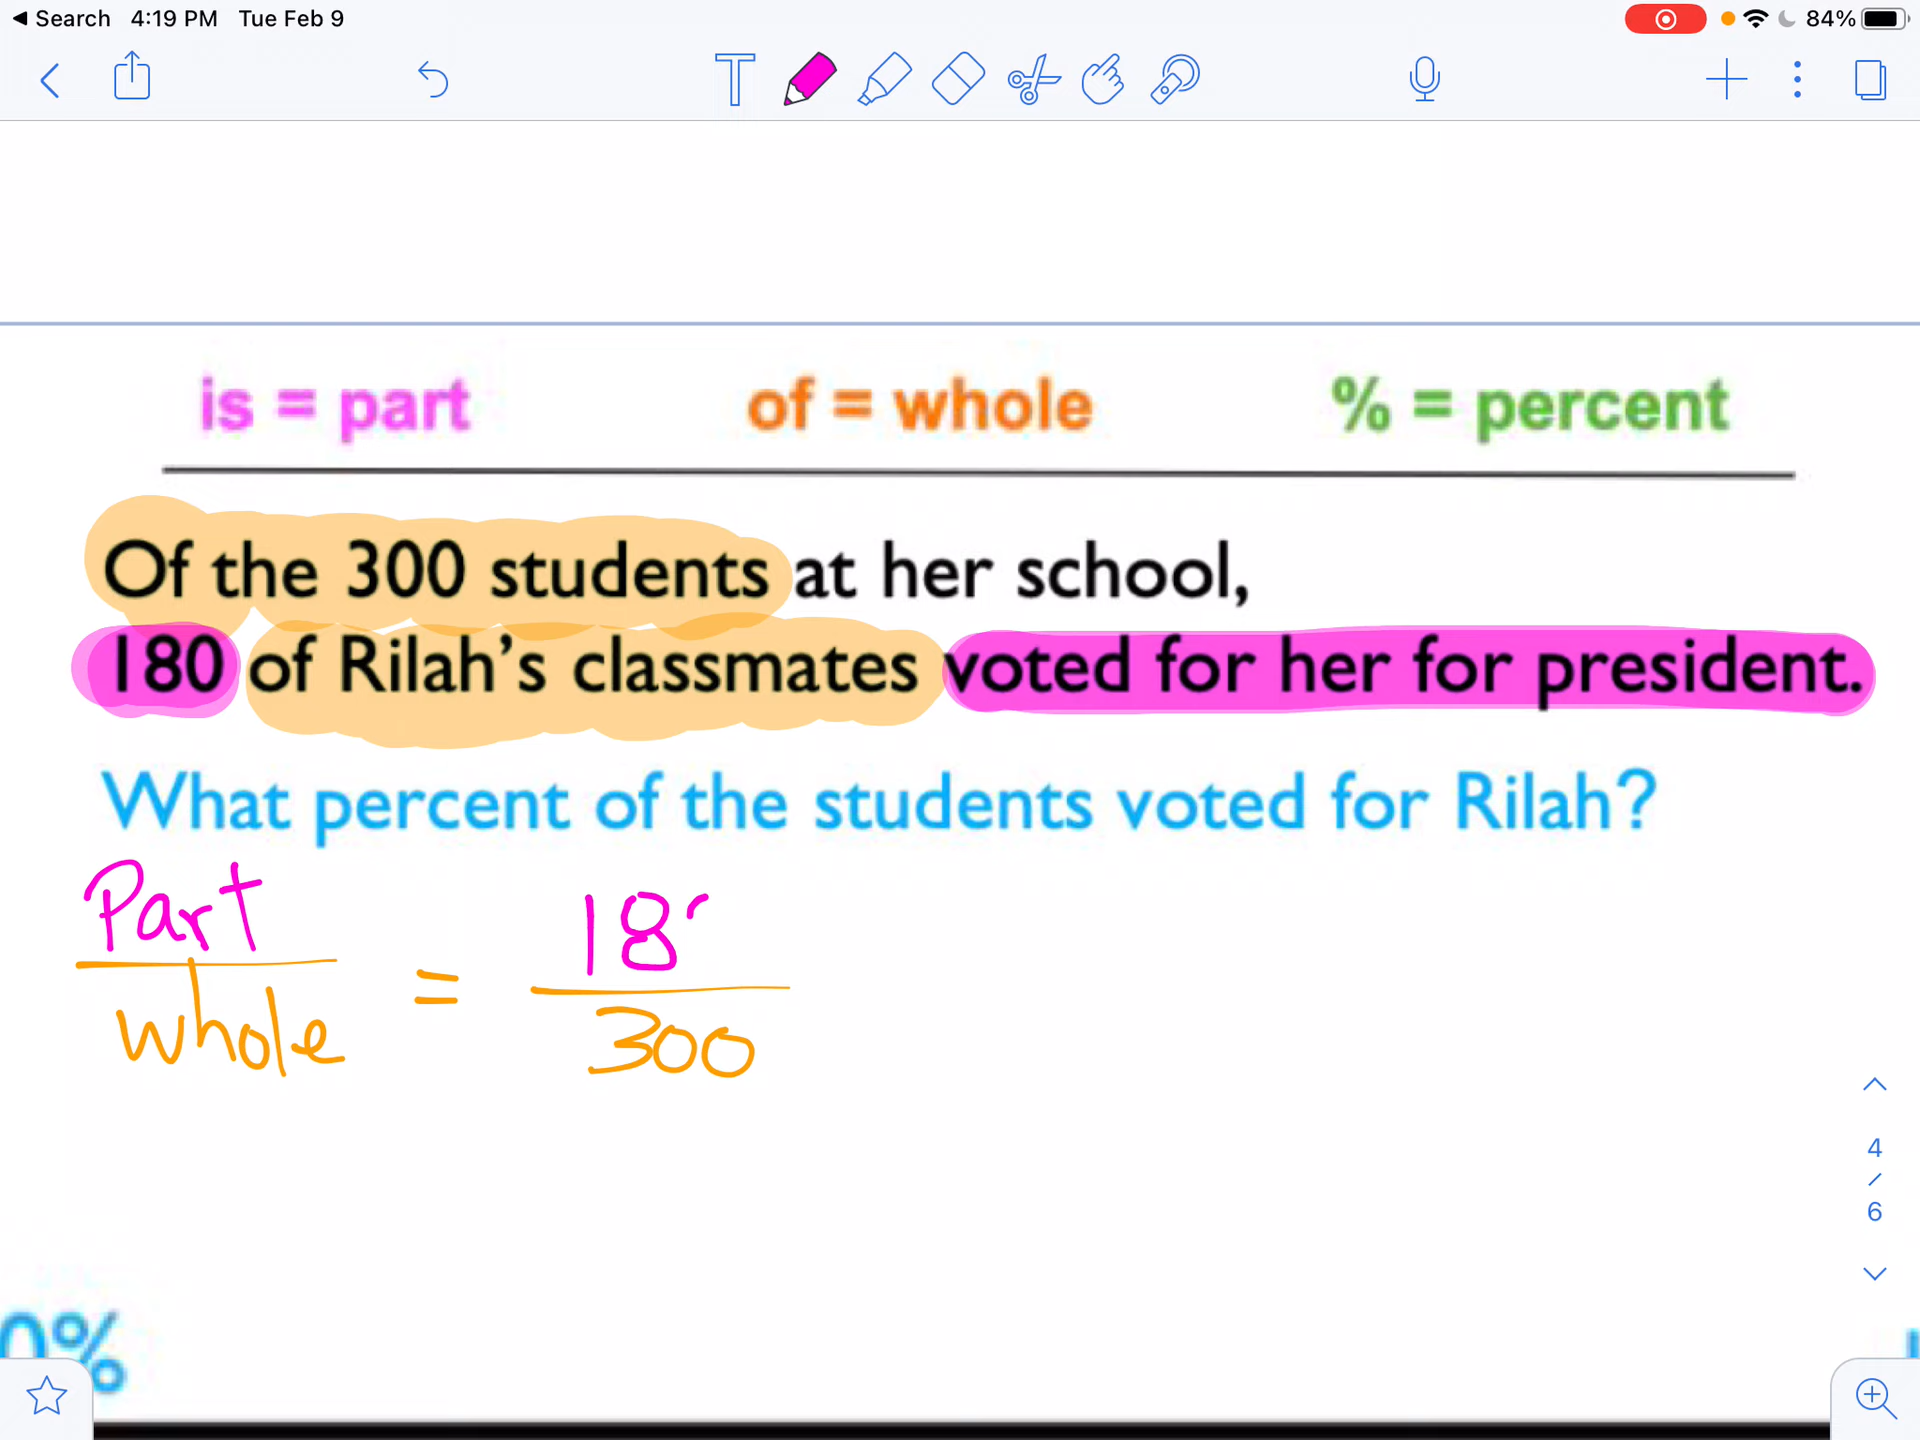 Search 4:19 PM Tue Feb 9 84%
T
is = part of = whole % = percent
Of the 300 students at her school,
180 of Rilah's classmates voted for her for president.
What percent of the students voted for Rilah?
Part 18
=
whole 300
4
/
6
0%